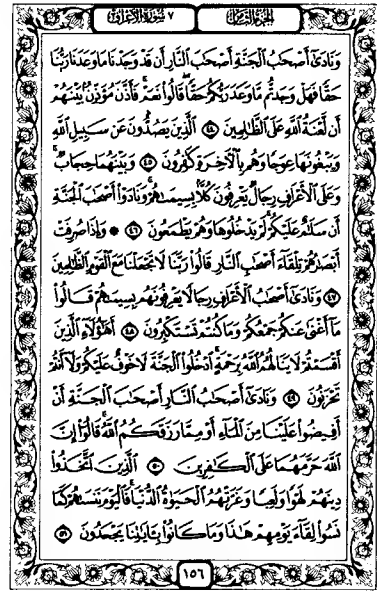 الجزء الثامن ٧ سورة الأعراف
وَنَادَىٰٓ أَصْحَٰبُ ٱلْجَنَّةِ أَصْحَٰبَ ٱلنَّارِ أَن قَدْ وَجَدْنَا مَا وَعَدَنَا رَبُّنَا
حَقًّا فَهَلْ وَجَدتُّم مَّا وَعَدَ رَبُّكُمْ حَقًّا قَالُوا۟ نَعَمْ فَأَذَّنَ مُؤَذِّنٌۢ بَيْنَهُمْ
أَن لَّعْنَةُ ٱللَّهِ عَلَى ٱلظَّٰلِمِينَ ٤٤ ٱلَّذِينَ يَصُدُّونَ عَن سَبِيلِ ٱللَّهِ
وَيَبْغُونَهَا عِوَجًا وَهُم بِٱلْأَخِرَةِ كَٰفِرُونَ ٤٥ وَبَيْنَهُمَا حِجَابٌ
وَعَلَى ٱلْأَعْرَافِ رِجَالٌ يَعْرِفُونَ كُلًّۢا بِسِيمَىٰهُمْ وَنَادَوْا۟ أَصْحَٰبَ ٱلْجَنَّةِ
أَن سَلَٰمٌ عَلَيْكُمْ لَمْ يَدْخُلُوهَا وَهُمْ يَطْمَعُونَ ٤٦ ۞ وَإِذَا صُرِفَتْ
أَبْصَٰرُهُمْ تِلْقَآءَ أَصْحَٰبِ ٱلنَّارِ قَالُوا۟ رَبَّنَا لَا تَجْعَلْنَا مَعَ ٱلْقَوْمِ ٱلظَّٰلِمِينَ
٤٧ وَنَادَىٰٓ أَصْحَٰبُ ٱلْأَعْرَافِ رِجَالًا يَعْرِفُونَهُم بِسِيمَىٰهُمْ قَالُوا۟
مَآ أَغْنَىٰ عَنكُمْ جَمْعُكُمْ وَمَا كُنتُمْ تَسْتَكْبِرُونَ ٤٨ أَهَٰٓؤُلَآءِ ٱلَّذِينَ
أَقْسَمْتُمْ لَا يَنَالُهُمُ ٱللَّهُ بِرَحْمَةٍ ٱدْخُلُوا۟ ٱلْجَنَّةَ لَا خَوْفٌ عَلَيْكُمْ وَلَآ أَنتُمْ
تَحْزَنُونَ ٤٩ وَنَادَىٰٓ أَصْحَٰبُ ٱلنَّارِ أَصْحَٰبَ ٱلْجَنَّةِ أَنْ
أَفِيضُوا۟ عَلَيْنَا مِنَ ٱلْمَآءِ أَوْ مِمَّا رَزَقَكُمُ ٱللَّهُ قَالُوٓا۟ إِنَّ
ٱللَّهَ حَرَّمَهُمَا عَلَى ٱلْكَٰفِرِينَ ٥٠ ٱلَّذِينَ ٱتَّخَذُوا۟
دِينَهُمْ لَهْوًا وَلَعِبًا وَغَرَّتْهُمُ ٱلْحَيَوٰةُ ٱلدُّنْيَا فَٱلْيَوْمَ نَنسَىٰهُمْ كَمَا
نَسُوا۟ لِقَآءَ يَوْمِهِمْ هَٰذَا وَمَا كَانُوا۟ بِـَٔايَٰتِنَا يَجْحَدُونَ ٥١
١٥٦